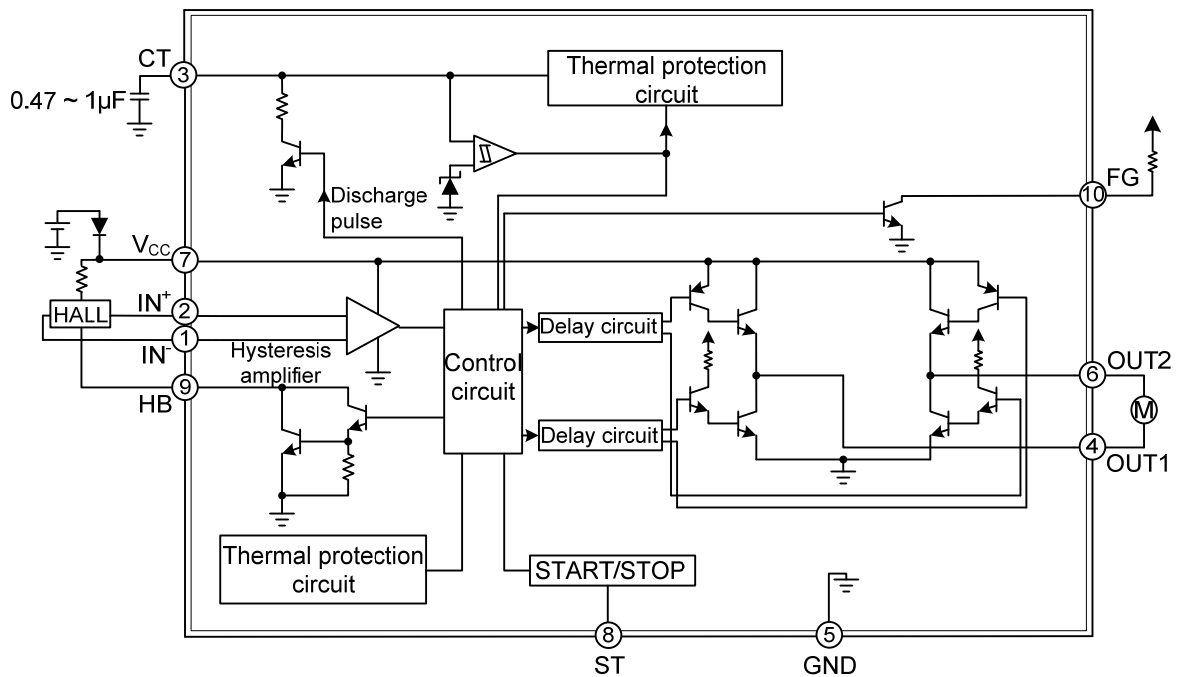 CT
3
0.47 ~ 1µF
Thermal protection
circuit
Discharge
pulse
FG
10
VCC
7
HALL
IN+
2
1
IN-
Hysteresis
amplifier
9
HB
Control
circuit
Delay circuit
Delay circuit
OUT2
6
M
4
OUT1
Thermal protection
circuit
START/STOP
8
ST
5
GND